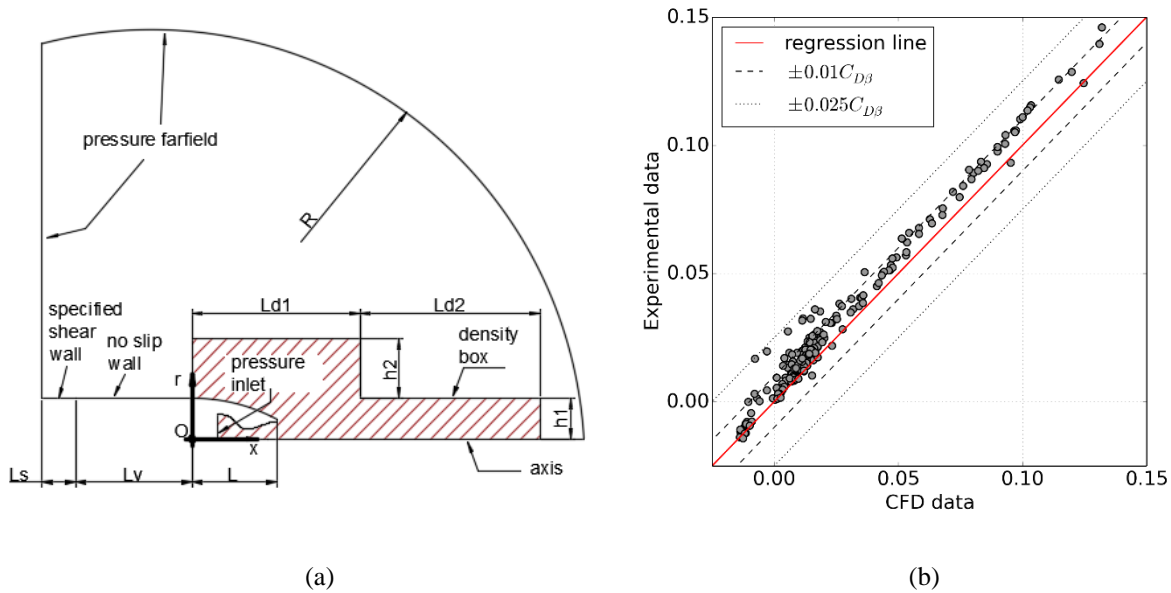 pressure farfield
R
specified
shear
wall
no slip
wall
Ld1
Ld2
density
box
pressure
inlet
h2
h1
r
O
x
axis
Ls
Lv
L
(a)
0.15
0.10
0.05
0.00
Experimental data
regression line
±0.01C_{Dβ}
±0.025C_{Dβ}
0.00 0.05 0.10 0.15
CFD data
(b)